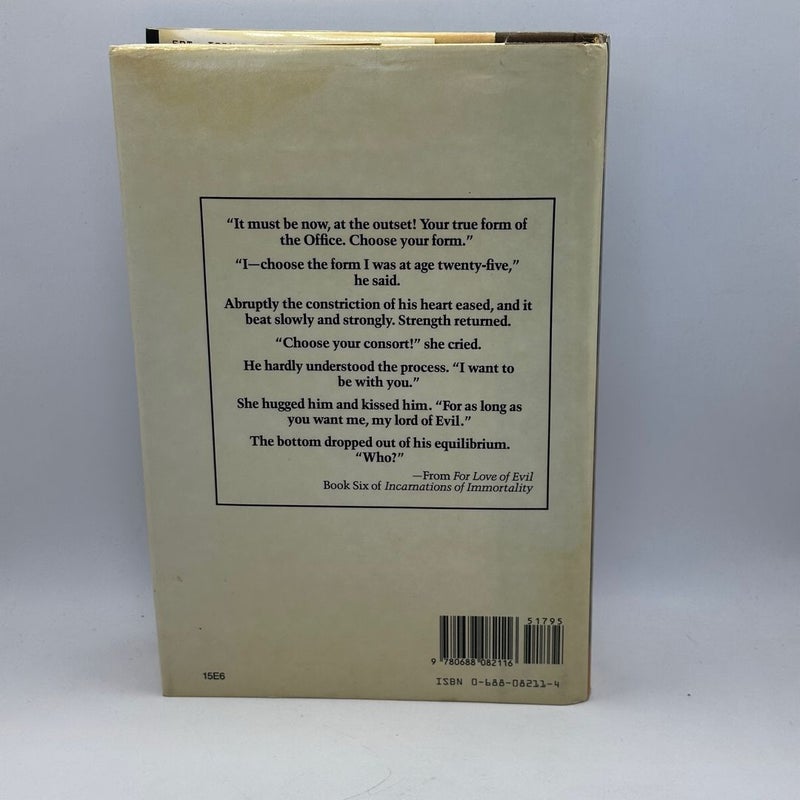 “It must be now, at the outset! Your true form of
the Office. Choose your form.”
“I—choose the form I was at age twenty-five,”
he said.
Abruptly the constriction of his heart eased, and it
beat slowly and strongly. Strength returned.
“Choose your consort!” she cried.
He hardly understood the process. “I want to
be with you.”
She hugged him and kissed him. “For as long as
you want me, my lord of Evil.”
The bottom dropped out of his equilibrium.
“Who?”
—From For Love of Evil
Book Six of Incarnations of Immortality
51795
9 780688 082116
15E6
ISBN 0-688-08211-4